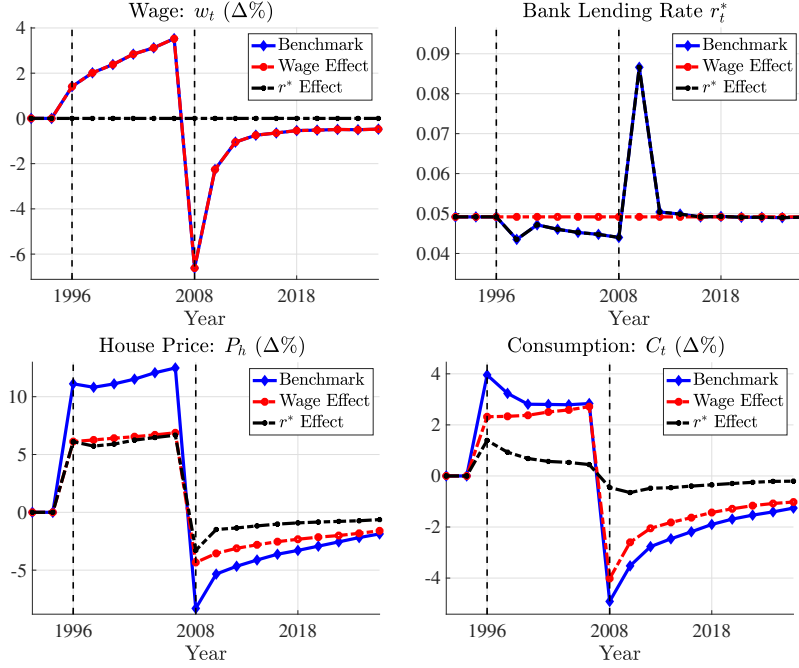 Wage: w_t (Δ%)
4
2
0
-2
-4
-6
1996
2008
2018
Year
Benchmark
Wage Effect
r* Effect
Bank Lending Rate r_t^*
0.09
0.08
0.07
0.06
0.05
0.04
1996
2008
2018
Year
Benchmark
Wage Effect
r* Effect
House Price: P_h (Δ%)
10
5
0
-5
1996
2008
2018
Year
Benchmark
Wage Effect
r* Effect
Consumption: C_t (Δ%)
4
2
0
-2
-4
1996
2008
2018
Year
Benchmark
Wage Effect
r* Effect